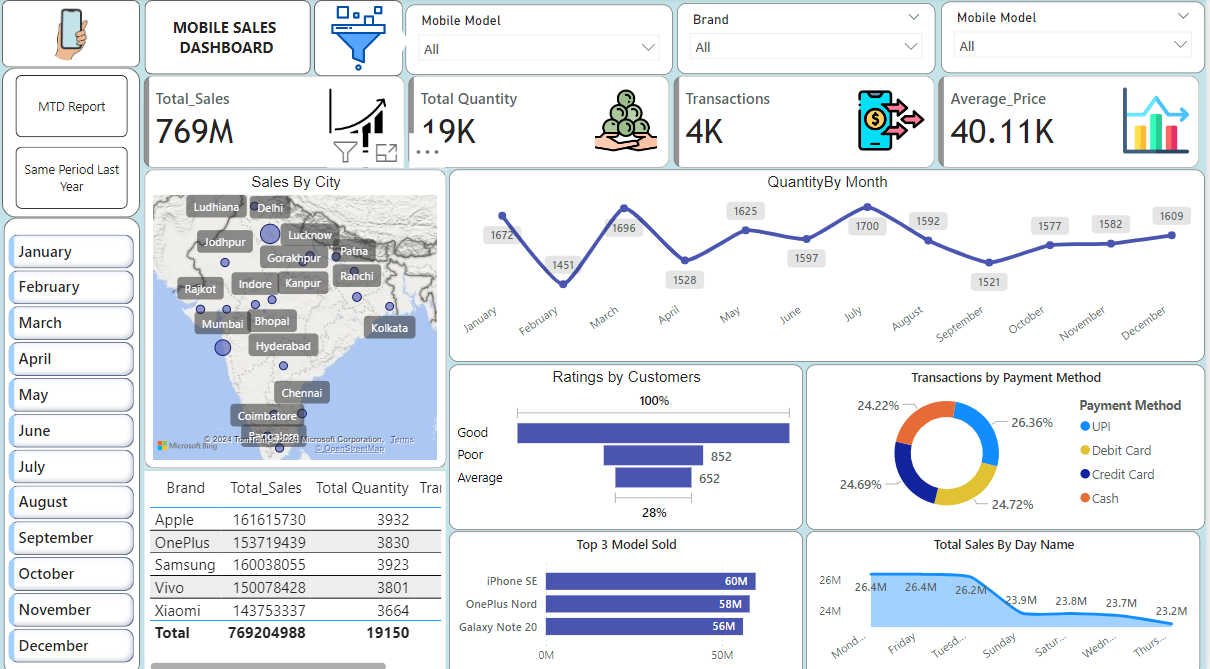 MOBILE SALES
DASHBOARD
Mobile Model
All
Brand
All
Mobile Model
All
MTD Report
Same Period Last
Year
Total_Sales
769M
Total Quantity
19K
Transactions
4K
Average_Price
40.11K
January
February
March
April
May
June
July
August
September
October
November
December
Sales By City
Ludhiana
Delhi
Jodhpur
Lucknow
Gorakhpur
Patna
Rajkot
Indore
Kanpur
Ranchi
Mumbai
Bhopal
Kolkata
Hyderabad
Chennai
Coimbatore
Microsoft Bing
© 2024 TomTom, © 2024 Microsoft Corporation, Terms
© OpenStreetMap
QuantityBy Month
1672
1451
1696
1528
1625
1597
1700
1592
1521
1577
1582
1609
January
February
March
April
May
June
July
August
September
October
November
December
Brand Total_Sales Total Quantity Trar
Apple 161615730 3932
OnePlus 153719439 3830
Samsung 160038055 3923
Vivo 150078428 3801
Xiaomi 143753337 3664
Total 769204988 19150
Ratings by Customers
100%
Good
Poor 852
Average 652
28%
Transactions by Payment Method
24.22%
26.36%
24.69%
24.72%
Payment Method
UPI
Debit Card
Credit Card
Cash
Top 3 Model Sold
iPhone SE 60M
OnePlus Nord 58M
Galaxy Note 20 56M
0M 50M
Total Sales By Day Name
26M
24M
26.4M
26.4M
26.2M
23.9M
23.8M
23.7M
23.2M
Mond...
Friday
Tuesd...
Sunday
Satur...
Wedn...
Thurs...